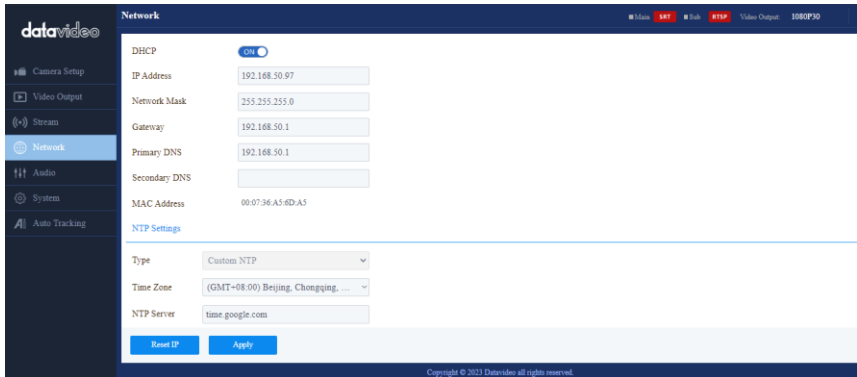 datavideo
Network
Main SRT Sub RTSP Video Output: 1080P30
Camera Setup
Video Output
Stream
Network
Audio
System
Auto Tracking
DHCP ON
IP Address 192.168.50.97
Network Mask 255.255.255.0
Gateway 192.168.50.1
Primary DNS 192.168.50.1
Secondary DNS
MAC Address 00:07:36:A5:6D:A5
NTP Settings
Type Custom NTP
Time Zone (GMT+08:00) Beijing, Chongqing, ...
NTP Server time.google.com
Reset IP Apply
Copyright © 2023 Datavideo all rights reserved.